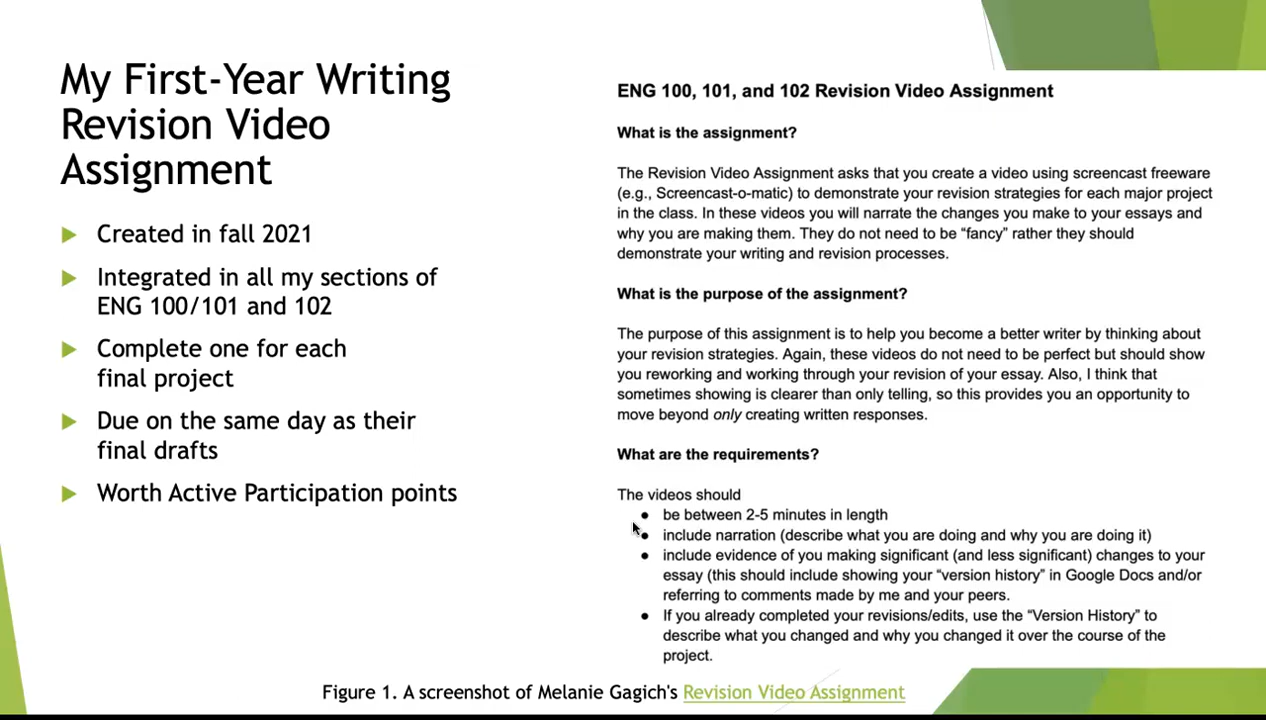 My First-Year Writing
Revision Video
Assignment
Created in fall 2021
Integrated in all my sections of
ENG 100/101 and 102
Complete one for each
final project
Due on the same day as their
final drafts
Worth Active Participation points
ENG 100, 101, and 102 Revision Video Assignment
What is the assignment?
The Revision Video Assignment asks that you create a video using screencast freeware
(e.g., Screencast-o-matic) to demonstrate your revision strategies for each major project
in the class. In these videos you will narrate the changes you make to your essays and
why you are making them. They do not need to be “fancy” rather they should
demonstrate your writing and revision processes.
What is the purpose of the assignment?
The purpose of this assignment is to help you become a better writer by thinking about
your revision strategies. Again, these videos do not need to be perfect but should show
you reworking and working through your revision of your essay. Also, I think that
sometimes showing is clearer than only telling, so this provides you an opportunity to
move beyond only creating written responses.
What are the requirements?
The videos should
● be between 2-5 minutes in length
● include narration (describe what you are doing and why you are doing it)
● include evidence of you making significant (and less significant) changes to your
essay (this should include showing your “version history” in Google Docs and/or
referring to comments made by me and your peers.
● If you already completed your revisions/edits, use the “Version History” to
describe what you changed and why you changed it over the course of the
project.
Figure 1. A screenshot of Melanie Gagich's Revision Video Assignment